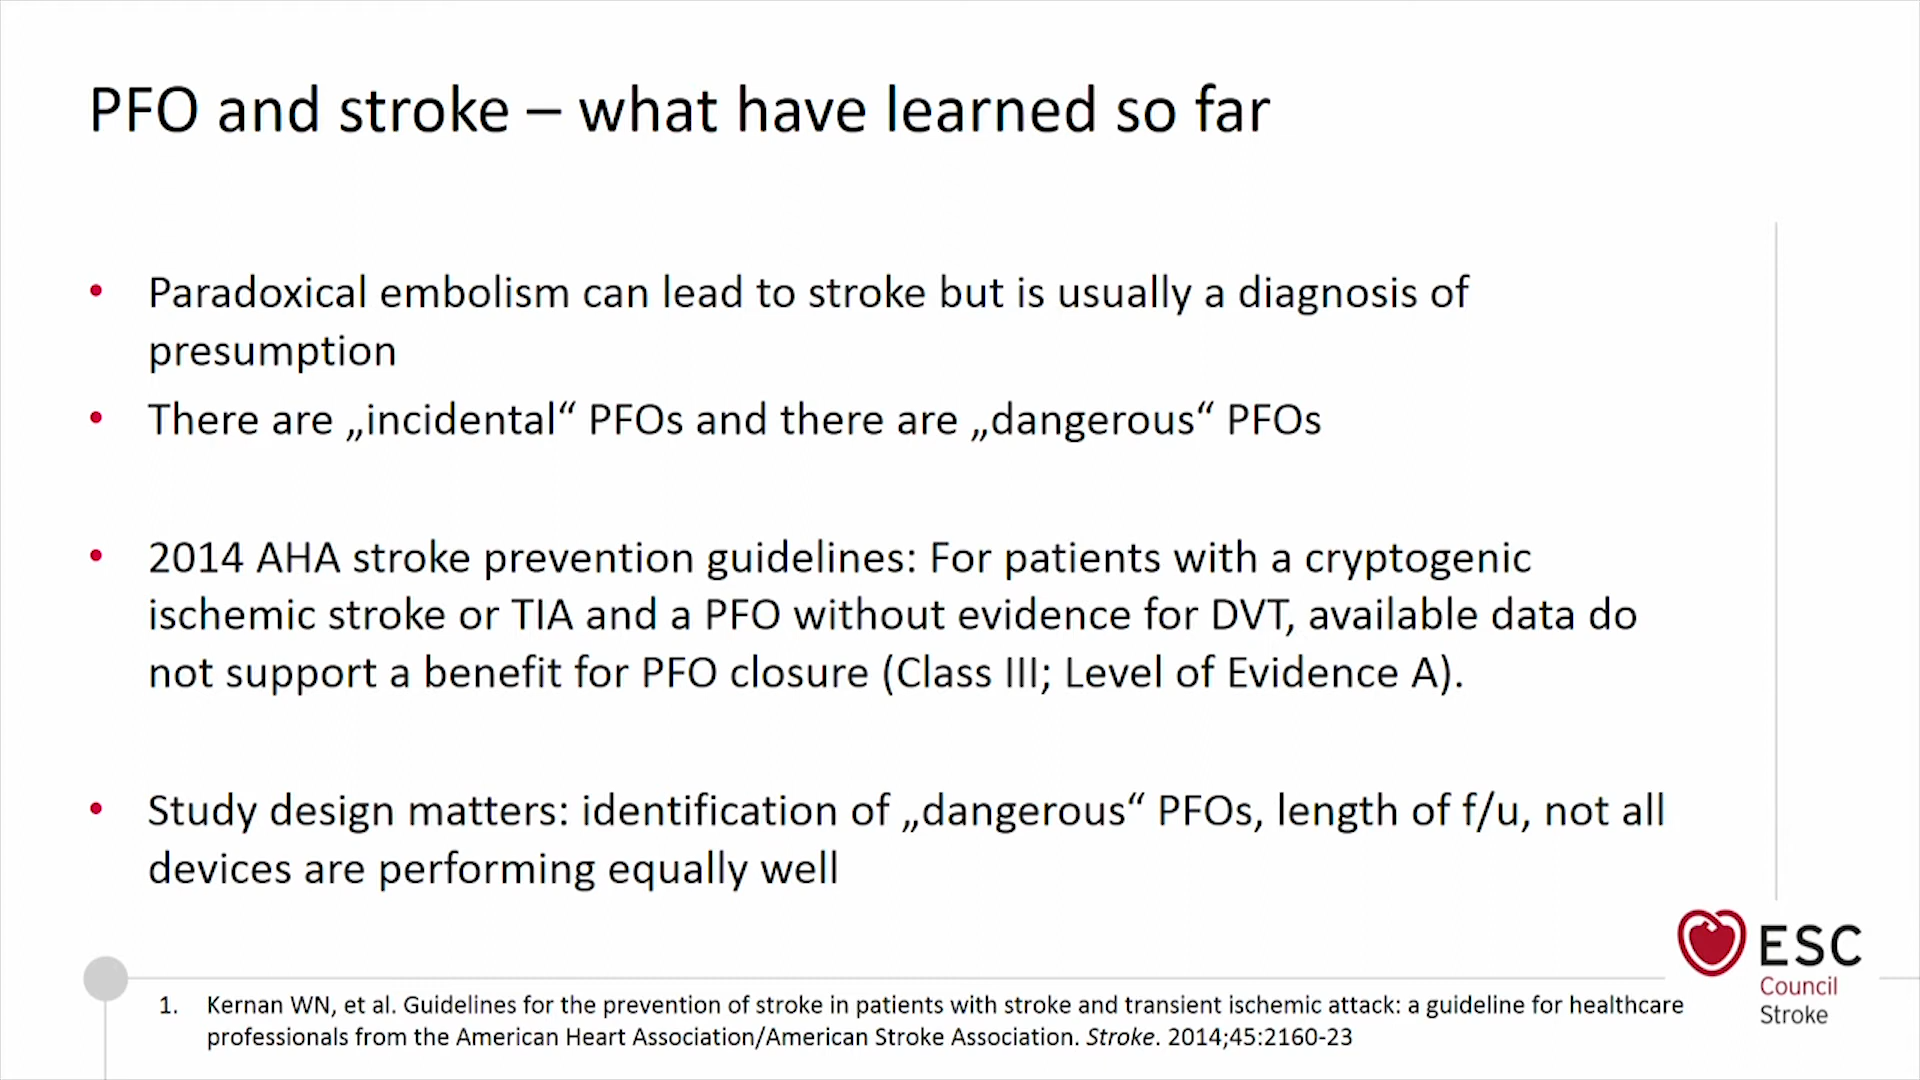 PFO and stroke – what have learned so far
• Paradoxical embolism can lead to stroke but is usually a diagnosis of
presumption
• There are „incidental“ PFOs and there are „dangerous“ PFOs
• 2014 AHA stroke prevention guidelines: For patients with a cryptogenic
ischemic stroke or TIA and a PFO without evidence for DVT, available data do
not support a benefit for PFO closure (Class III; Level of Evidence A).
• Study design matters: identification of „dangerous“ PFOs, length of f/u, not all
devices are performing equally well
ESC
Council
Stroke
1. Kernan WN, et al. Guidelines for the prevention of stroke in patients with stroke and transient ischemic attack: a guideline for healthcare
professionals from the American Heart Association/American Stroke Association. Stroke. 2014;45:2160-23